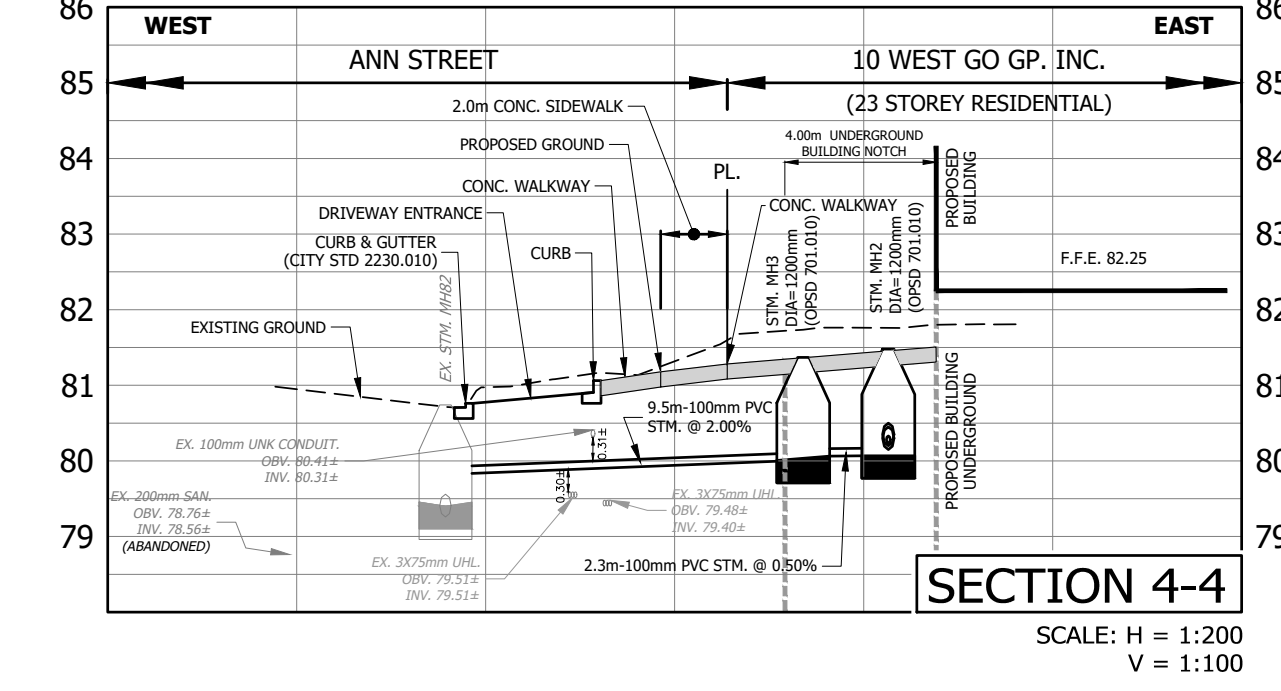 86
WEST
EAST
ANN STREET
10 WEST GO GP. INC.
85
(23 STOREY RESIDENTIAL)
2.0m CONC. SIDEWALK
4.00m UNDERGROUND
BUILDING NOTCH
84
84
PROPOSED GROUND
PL.
CONC. WALKWAY
CONC. WALKWAY
DRIVEWAY ENTRANCE
PROPOSED
BUILDING
83
CURB & GUTTER
(CITY STD 2230.010)
CURB
EX. STM. MH82
STM. MH3
DIA=1200mm
(OPSD 701.010)
STM. MH2
DIA=1200mm
(OPSD 701.010)
F.F.E. 82.25
82
EXISTING GROUND
81
9.5m-100mm PVC
STM. @ 2.00%
EX. 100mm UNK CONDUIT.
OBV. 80.41±
INV. 80.31±
0.31±
0.30±
80
PROPOSED BUILDING
UNDERGROUND
EX. 200mm SAN.
OBV. 78.76±
INV. 78.56±
(ABANDONED)
EX. 3X75mm UHL.
OBV. 79.48±
INV. 79.40±
79
EX. 3X75mm UHL.
OBV. 79.51±
INV. 79.51±
2.3m-100mm PVC STM. @ 0.50%
SECTION 4-4
SCALE: H = 1:200
V = 1:100